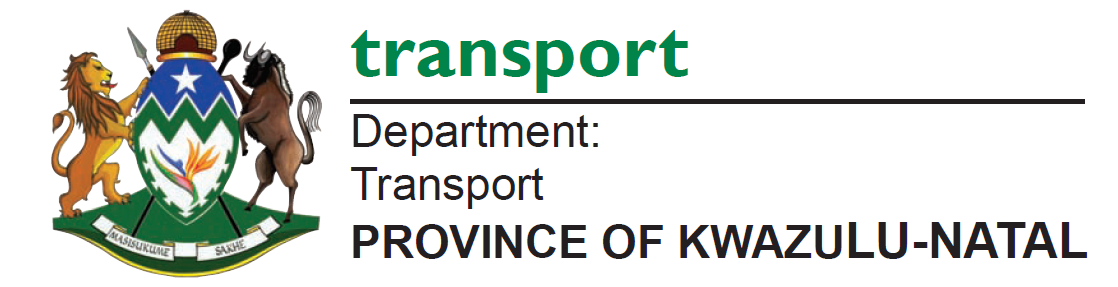 transport
Department:
Transport
PROVINCE OF KWAZULU-NATAL
MASISUKUME SAKHE